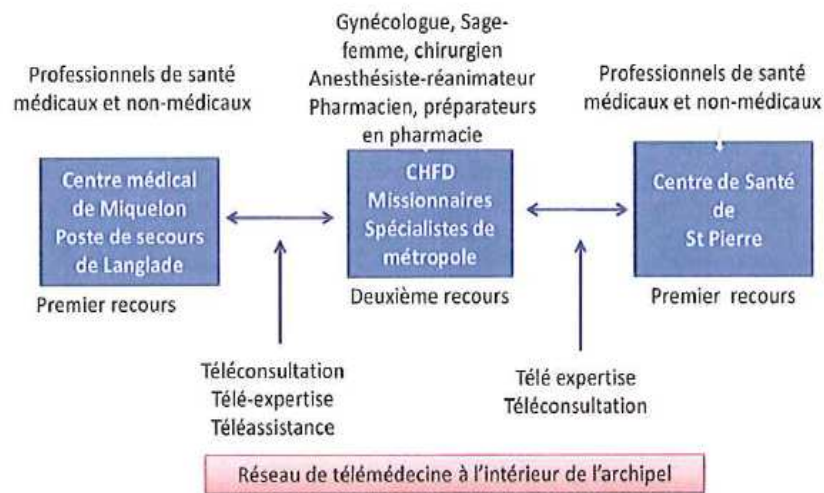 Professionnels de santé
médicaux et non-médicaux
Centre médical
de Miquelon
Poste de secours
de Langlade
Premier recours
Gynécologue, Sage-
femme, chirurgien
Anesthésiste-réanimateur
Pharmacien, préparateurs
en pharmacie
CHFD
Missionnaires
Spécialistes de
métropole
Deuxième recours
Professionnels de santé
médicaux et non-médicaux
Centre de Santé
de
St Pierre
Premier recours
Téléconsultation
Télé-expertise
Téléassistance
Télé expertise
Téléconsultation
Réseau de télémédecine à l'intérieur de l'archipel